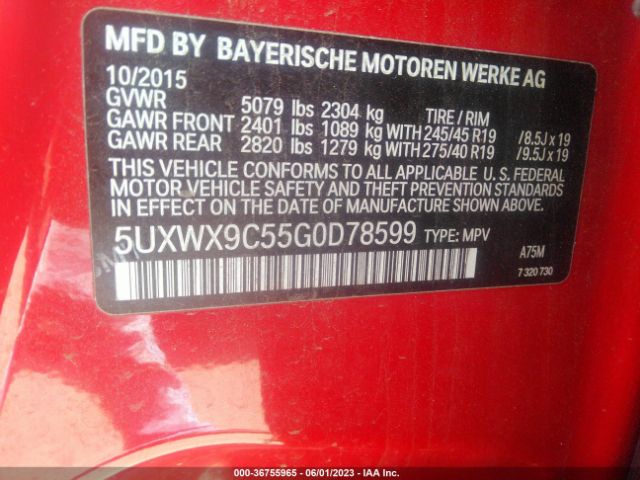 MFD BY BAYERISCHE MOTOREN WERKE AG
10/2015
GVWR 5079 lbs 2304 kg TIRE / RIM
GAWR FRONT 2401 lbs 1089 kg WITH 245/45 R19 /8.5J x 19
GAWR REAR 2820 lbs 1279 kg WITH 275/40 R19 /9.5J x 19
THIS VEHICLE CONFORMS TO ALL APPLICABLE U. S. FEDERAL
MOTOR VEHICLE SAFETY AND THEFT PREVENTION STANDARDS
IN EFFECT ON THE DATE OF MANUFACTURE SHOWN ABOVE.
5UXWX9C55G0D78599 TYPE: MPV
A75M
7 320 730
000-36755965 - 06/01/2023 - IAA Inc.